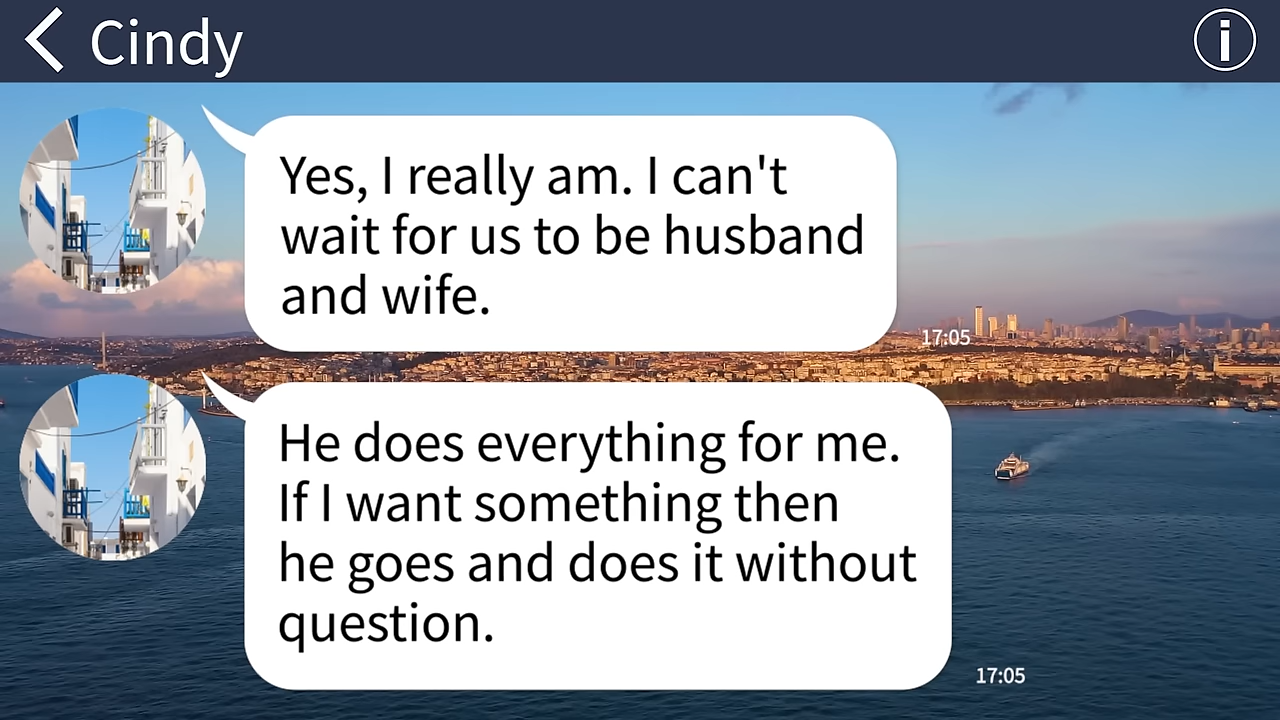 Cindy
Yes, I really am. I can't
wait for us to be husband
and wife.
17:05
He does everything for me.
If I want something then
he goes and does it without
question.
17:05